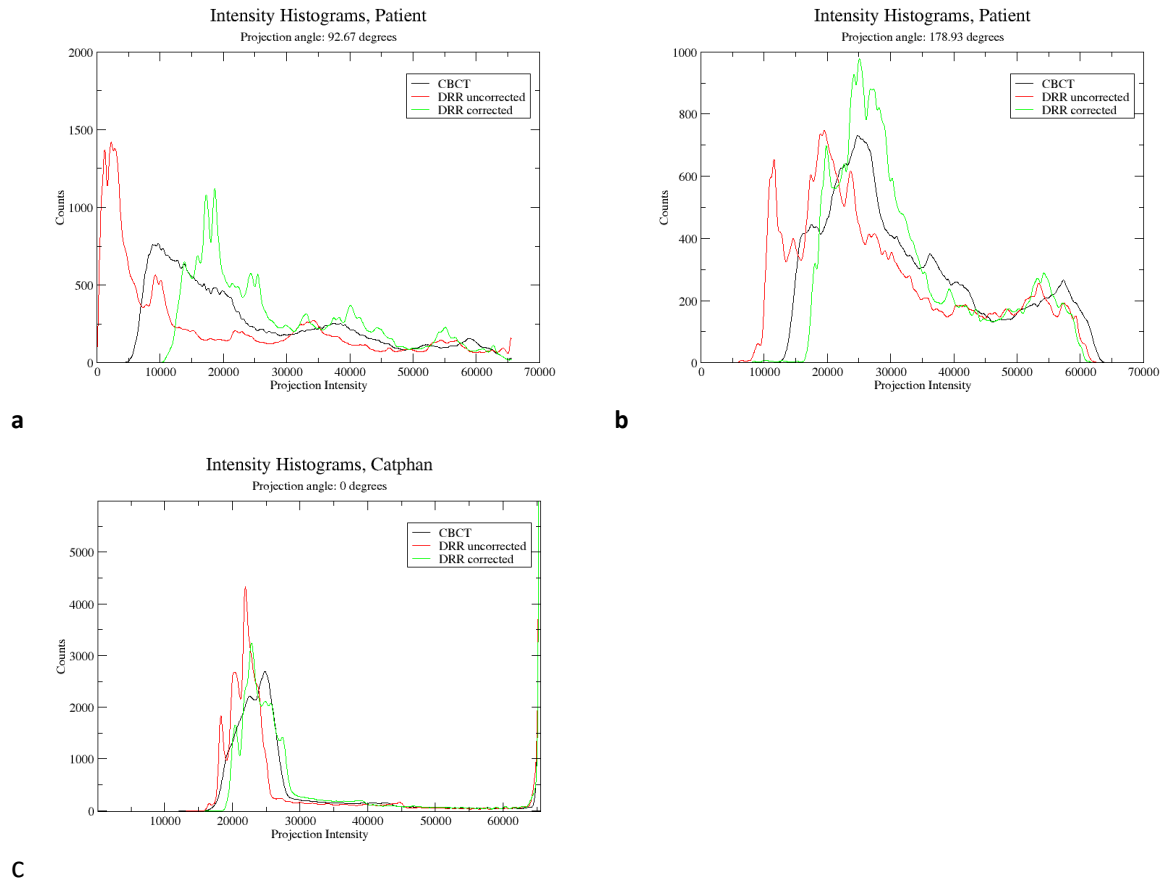 Intensity Histograms, Patient
Projection angle: 92.67 degrees
2000
1500
1000
500
0
Counts
CBCT
DRR uncorrected
DRR corrected
0 10000 20000 30000 40000 50000 60000 70000
Projection Intensity
a
Intensity Histograms, Patient
Projection angle: 178.93 degrees
1000
800
600
400
200
0
Counts
CBCT
DRR uncorrected
DRR corrected
0 10000 20000 30000 40000 50000 60000 70000
Projection Intensity
b
Intensity Histograms, Catphan
Projection angle: 0 degrees
5000
4000
3000
2000
1000
0
Counts
CBCT
DRR uncorrected
DRR corrected
10000 20000 30000 40000 50000 60000
Projection Intensity
c